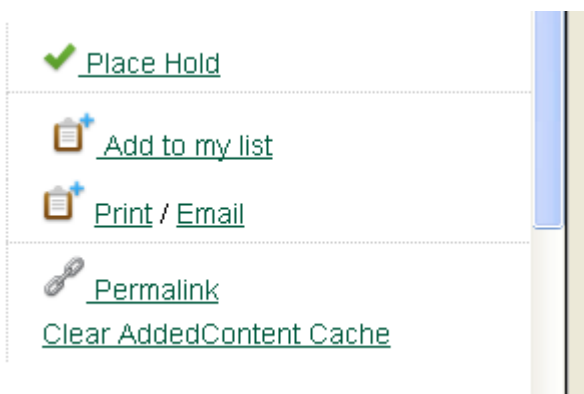 Place Hold
Add to my list
Print / Email
Permalink
Clear AddedContent Cache